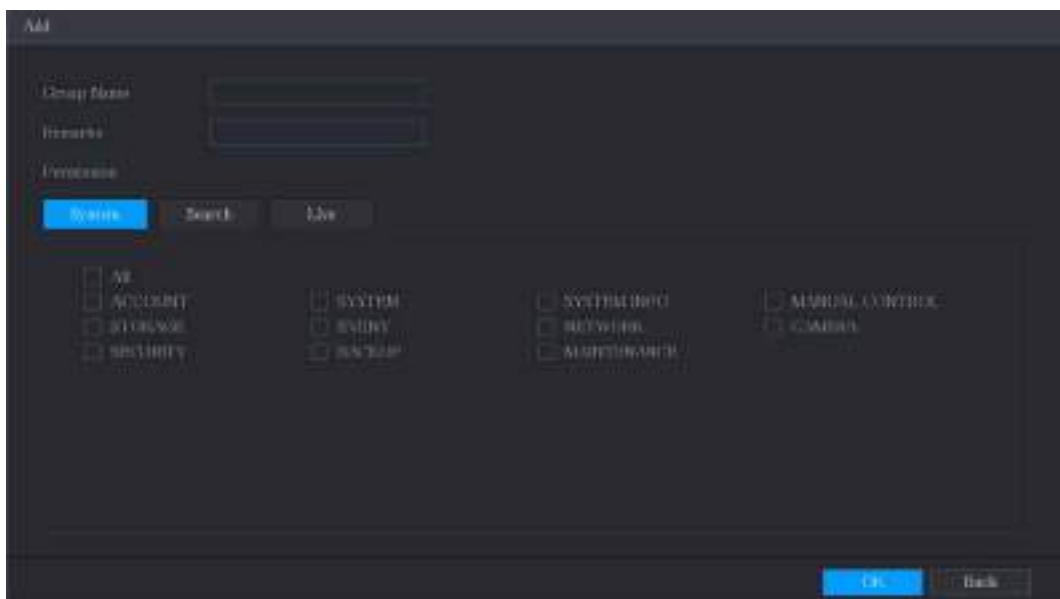 Add
Group Name
Remarks
Permission
System Search Live
All
ACCOUNT SYSTEM SYSTEM INFO MANUAL CONTROL
STORAGE EVENT NETWORK CAMERA
SECURITY BACKUP MAINTENANCE
OK Back